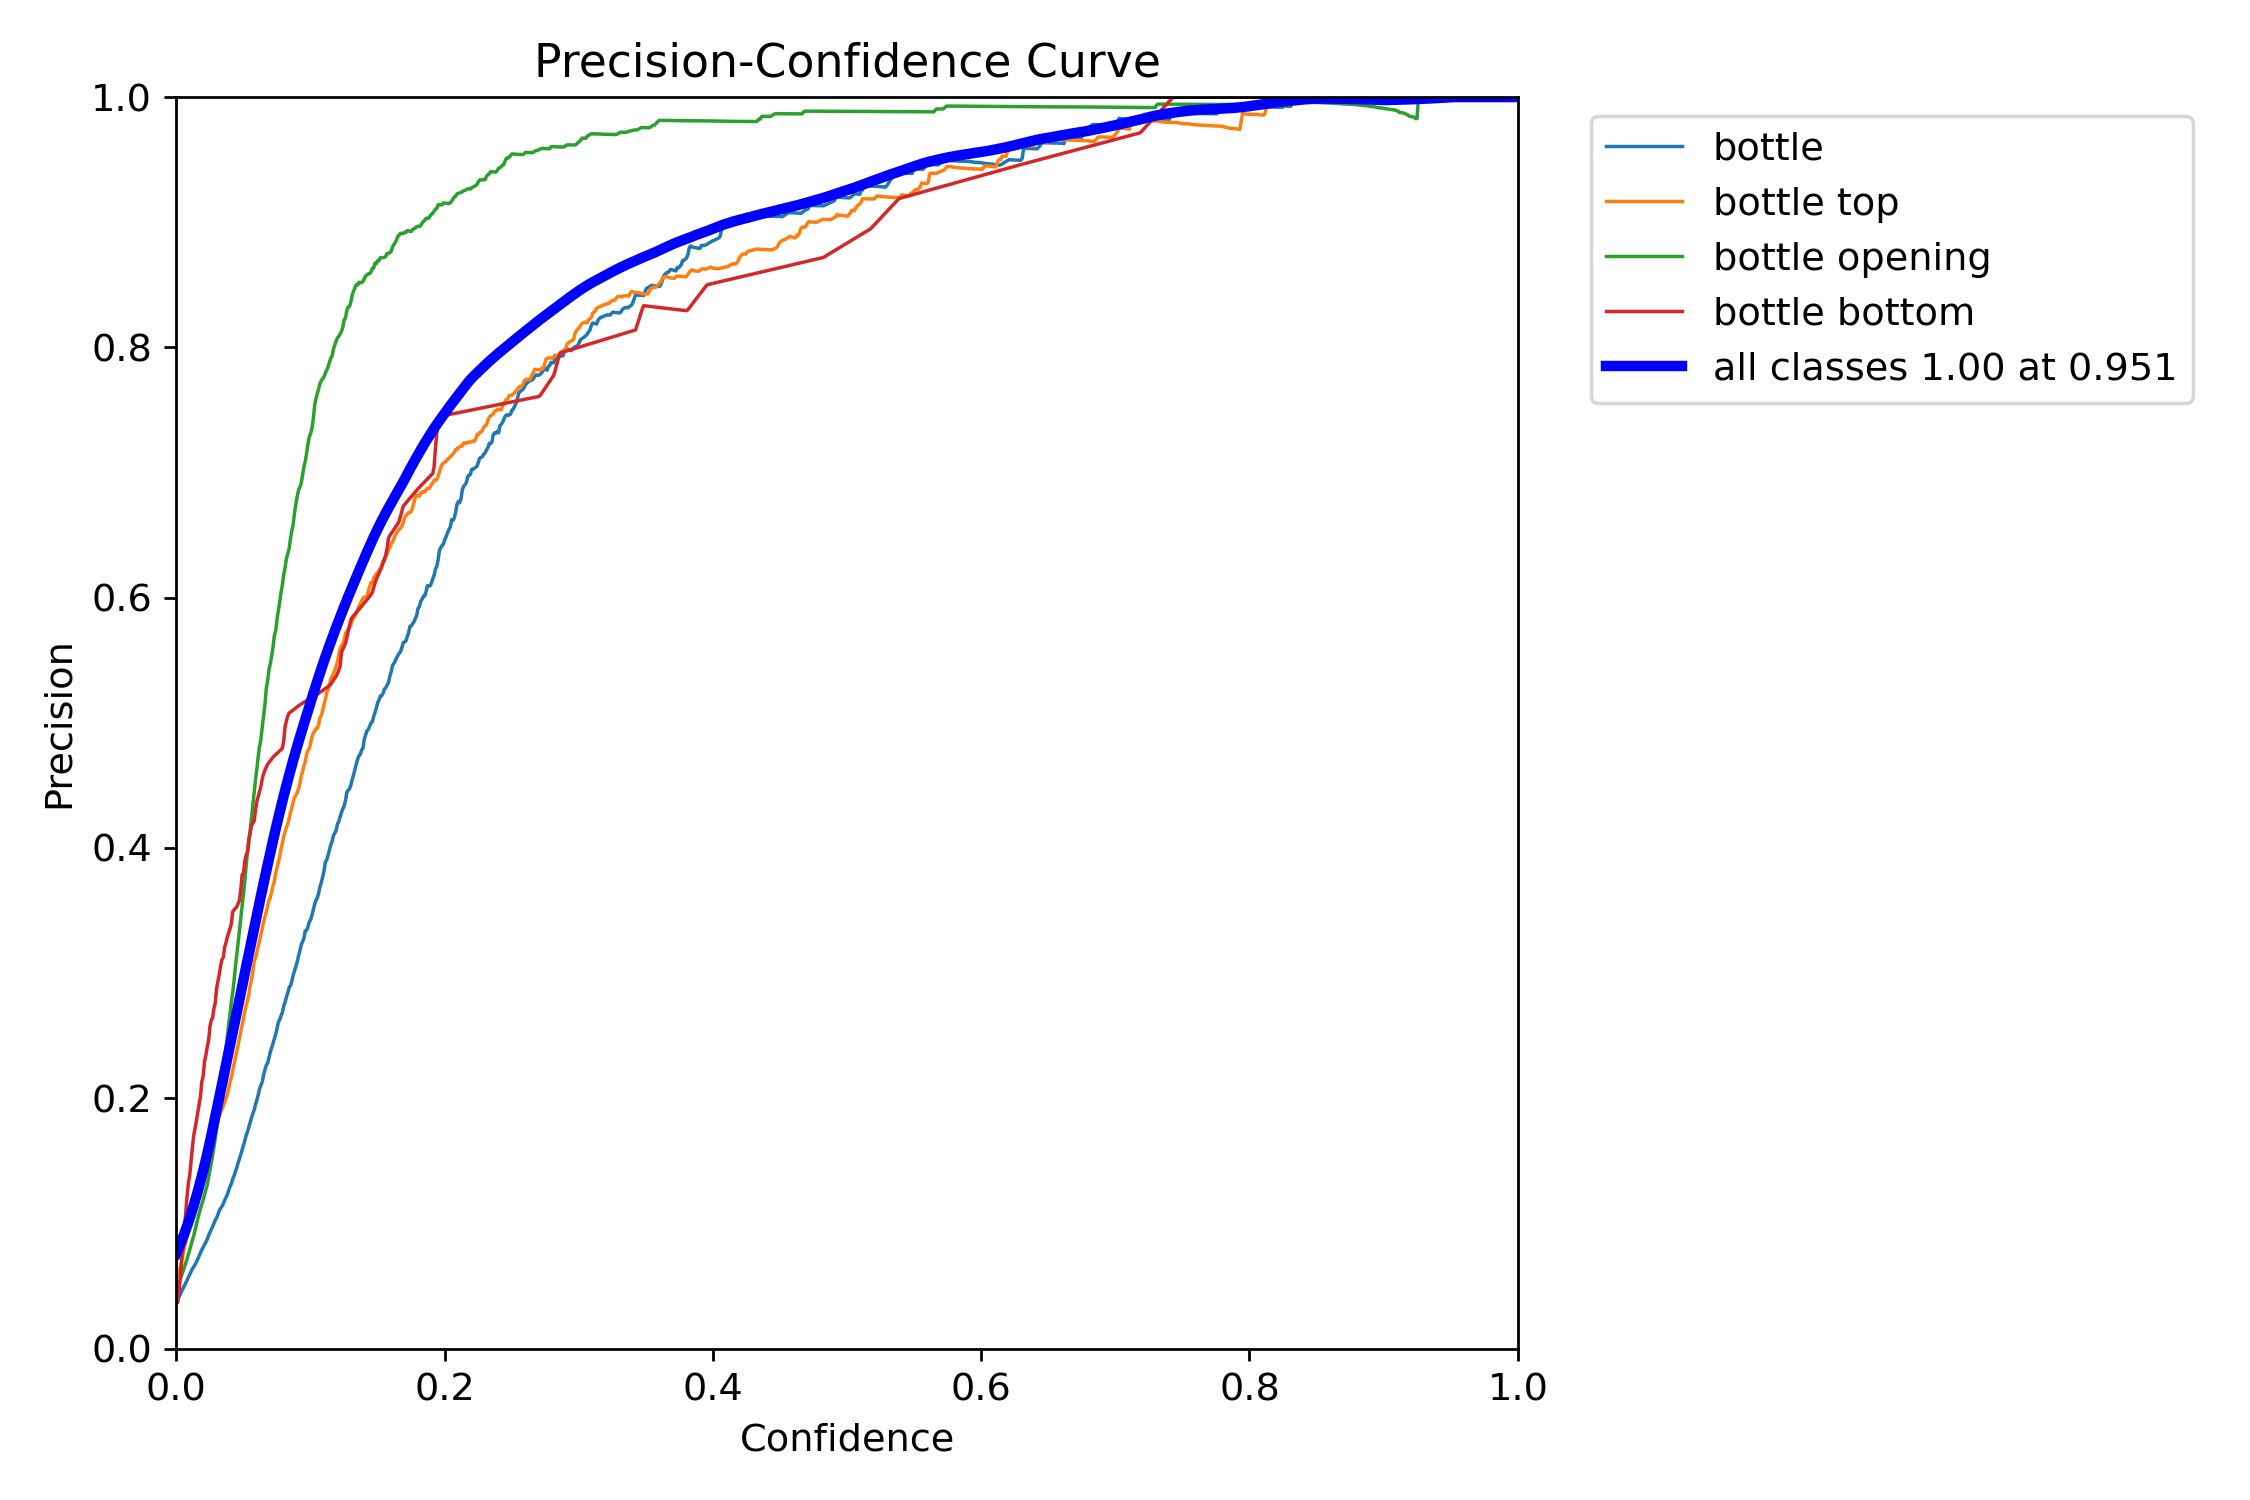 Precision-Confidence Curve
1.0
0.8
0.6
0.4
0.2
0.0
Precision
0.0 0.2 0.4 0.6 0.8 1.0
Confidence
bottle
bottle top
bottle opening
bottle bottom
all classes 1.00 at 0.951